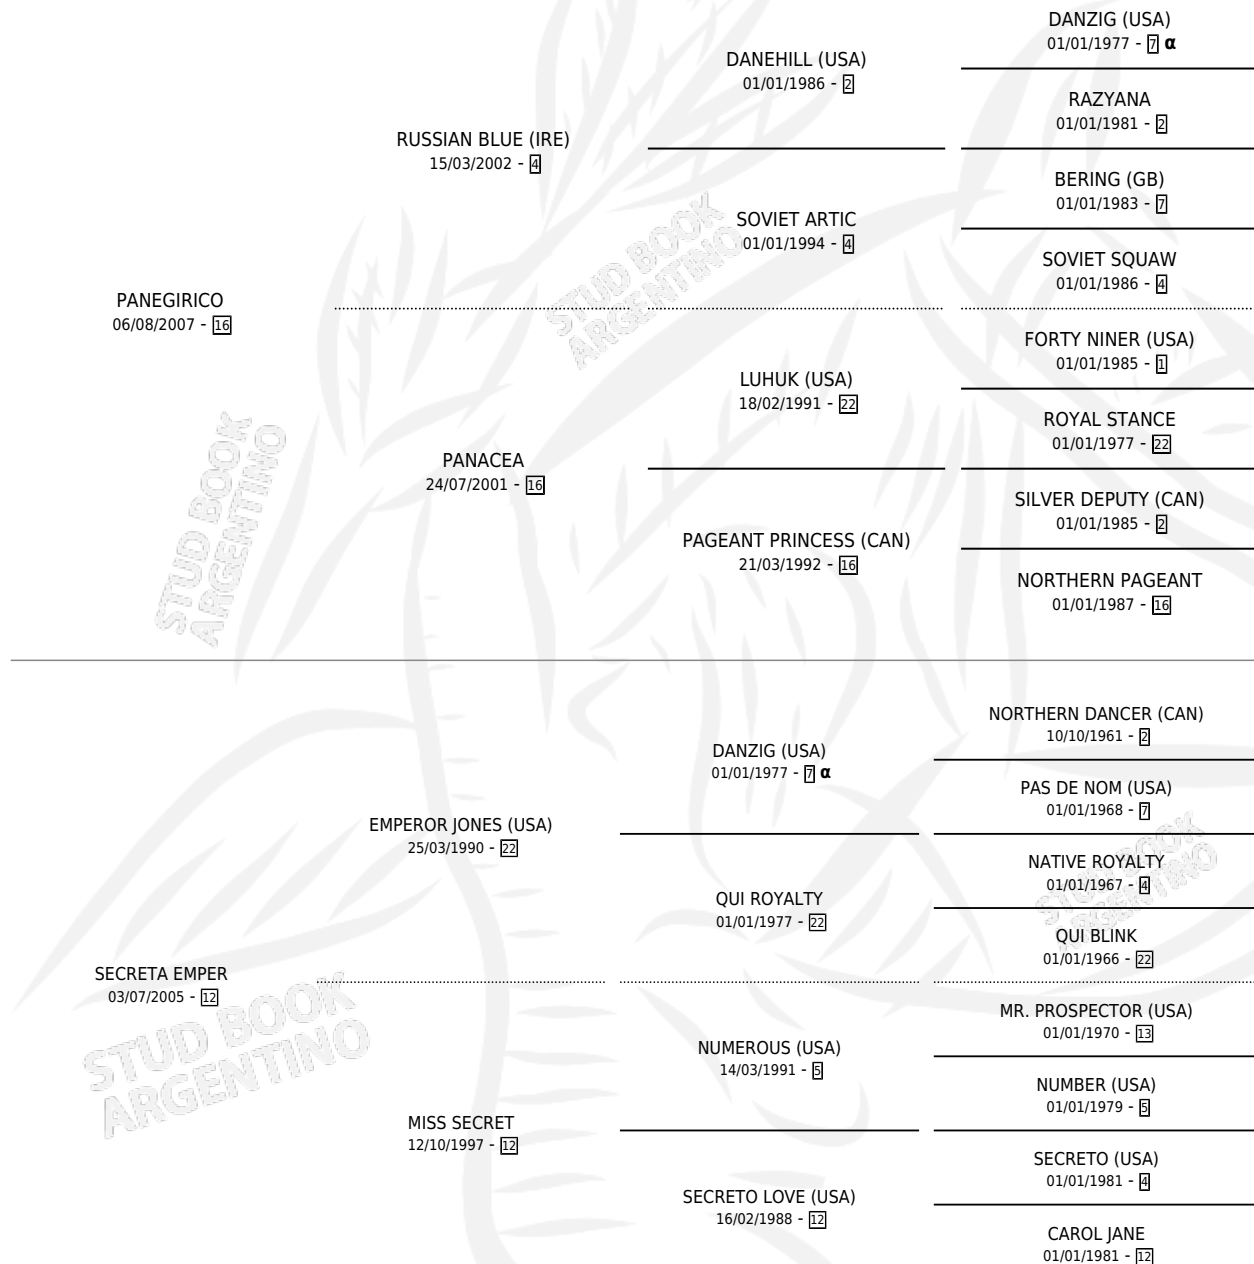 DANZIG (USA)
01/01/1977 - 7 α
DANEHILL (USA)
01/01/1986 - 2
RAZYANA
01/01/1981 - 2
RUSSIAN BLUE (IRE)
15/03/2002 - 4
BERING (GB)
01/01/1983 - 7
SOVIET ARTIC
01/01/1994 - 4
SOVIET SQUAW
01/01/1986 - 4
STUD BOOK
ARGENTINO
PANEGIRICO
06/08/2007 - 16
FORTY NINER (USA)
01/01/1985 - 1
LUHUK (USA)
18/02/1991 - 22
ROYAL STANCE
01/01/1977 - 22
PANACEA
24/07/2001 - 16
SILVER DEPUTY (CAN)
01/01/1985 - 2
PAGEANT PRINCESS (CAN)
21/03/1992 - 16
NORTHERN PAGEANT
01/01/1987 - 16
STUD BOOK
ARGENTINO
NORTHERN DANCER (CAN)
10/10/1961 - 2
DANZIG (USA)
01/01/1977 - 7 α
PAS DE NOM (USA)
01/01/1968 - 7
EMPEROR JONES (USA)
25/03/1990 - 22
NATIVE ROYALTY
01/01/1967 - 4
STUD BOOK
ARGENTINO
QUI ROYALTY
01/01/1977 - 22
QUI BLINK
01/01/1966 - 22
SECRETA EMPER
03/07/2005 - 12
STUD BOOK
ARGENTINO
MR. PROSPECTOR (USA)
01/01/1970 - 13
NUMEROUS (USA)
14/03/1991 - 5
NUMBER (USA)
01/01/1979 - 5
MISS SECRET
12/10/1997 - 12
SECRETO (USA)
01/01/1981 - 4
SECRETO LOVE (USA)
16/02/1988 - 12
CAROL JANE
01/01/1981 - 12